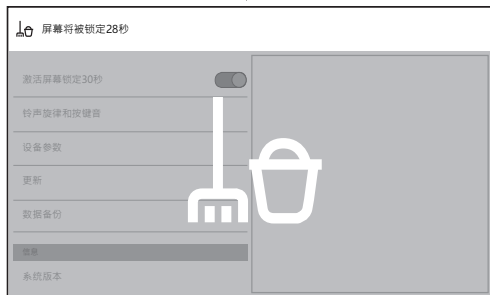 屏幕将被锁定28秒
激活屏幕锁定30秒
铃声旋律和按键音
设备参数
更新
数据备份
信息
系统版本